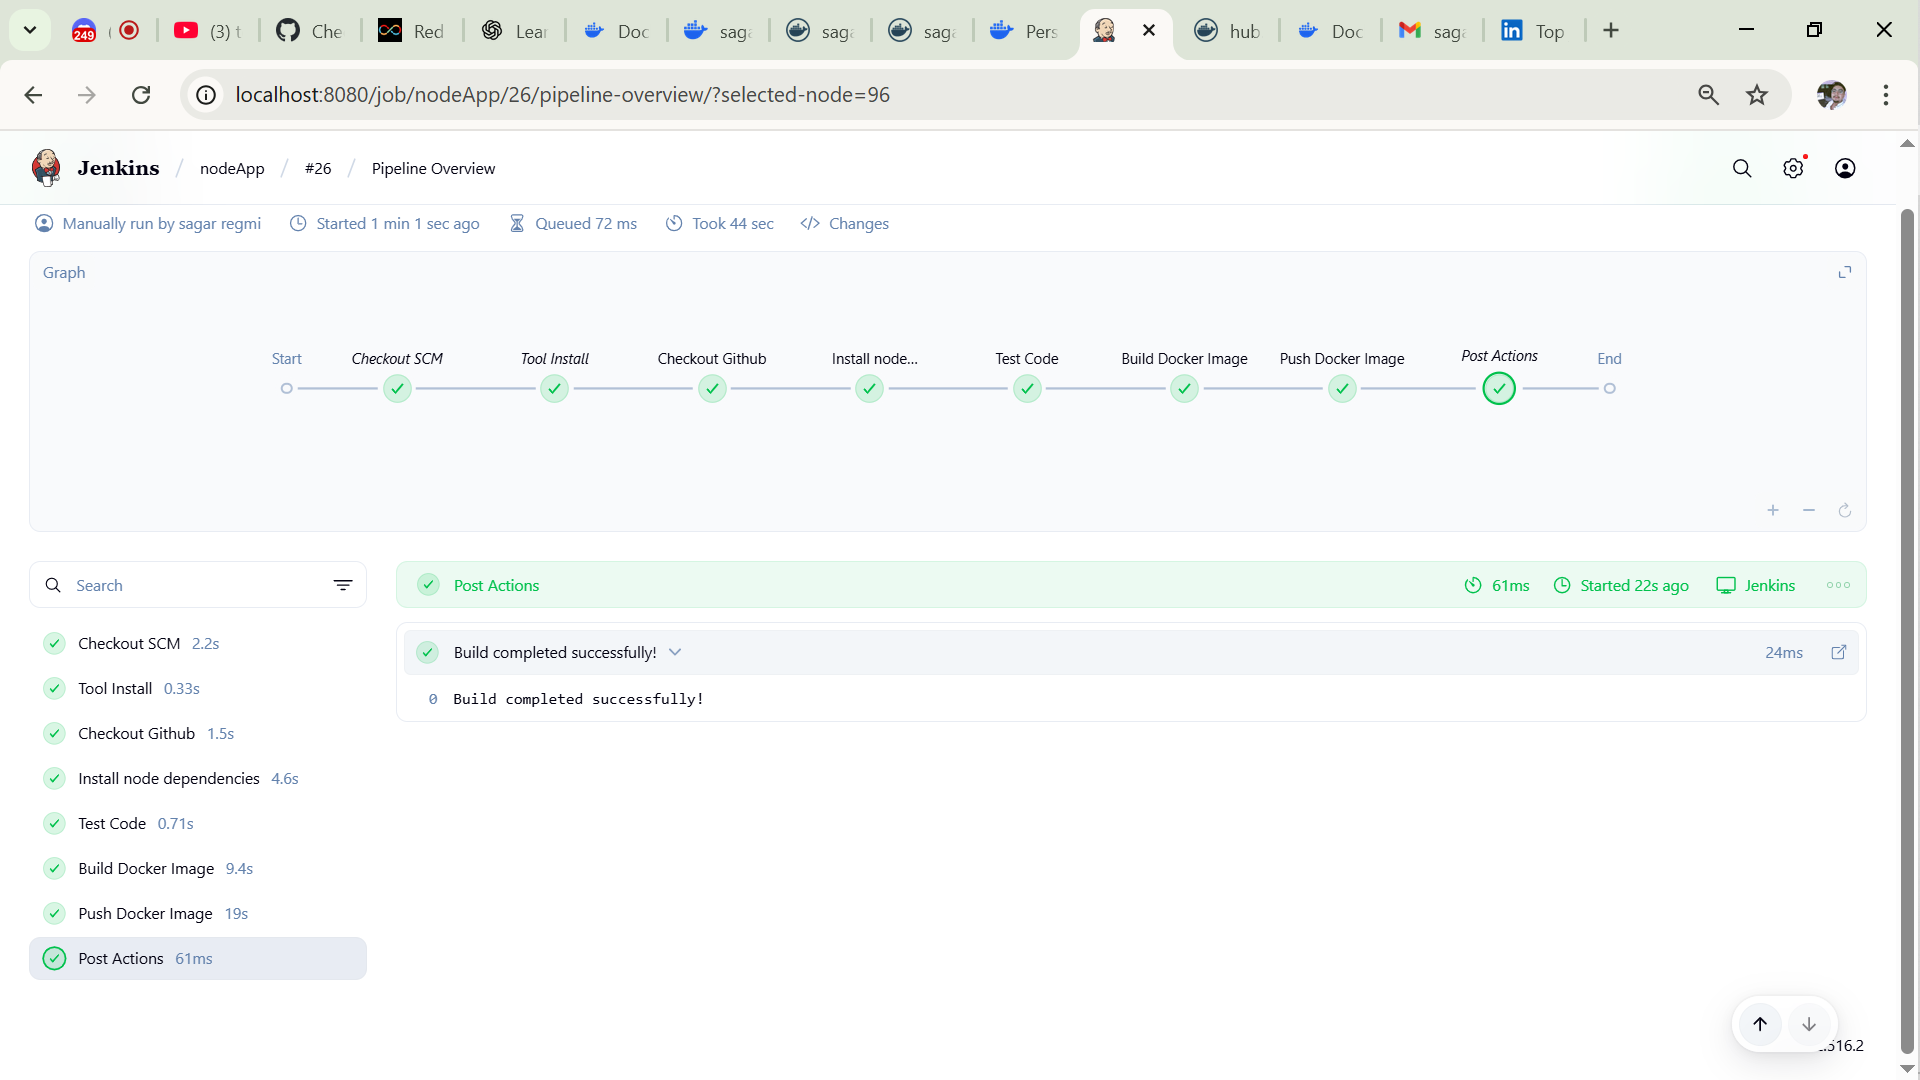 249 (
(3) t
Che
Red
Lear
Doc
saga
saga
saga
Pers
hub
Doc
saga
Top
localhost:8080/job/nodeApp/26/pipeline-overview/?selected-node=96
Jenkins / nodeApp / #26 / Pipeline Overview
Manually run by sagar regmi Started 1 min 1 sec ago Queued 72 ms Took 44 sec </> Changes
Graph
Start Checkout SCM Tool Install Checkout Github Install node... Test Code Build Docker Image Push Docker Image Post Actions End
Search
Checkout SCM 2.2s
Tool Install 0.33s
Checkout Github 1.5s
Install node dependencies 4.6s
Test Code 0.71s
Build Docker Image 9.4s
Push Docker Image 19s
Post Actions 61ms
Post Actions 61ms Started 22s ago Jenkins
Build completed successfully! 24ms
0 Build completed successfully!
.516.2